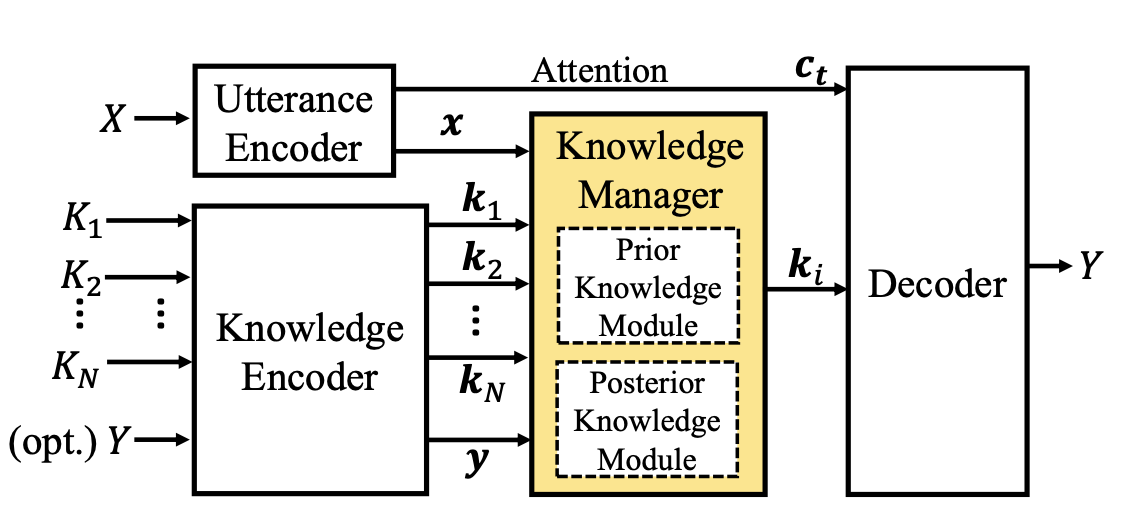 Attention
c_t
X
Utterance
Encoder
x
Knowledge
Manager
K_1
k_1
K_2
k_2
⋮
⋮
⋮
K_N
k_N
(opt.) Y
y
Knowledge
Encoder
Prior
Knowledge
Module
Posterior
Knowledge
Module
k_i
Decoder
Y